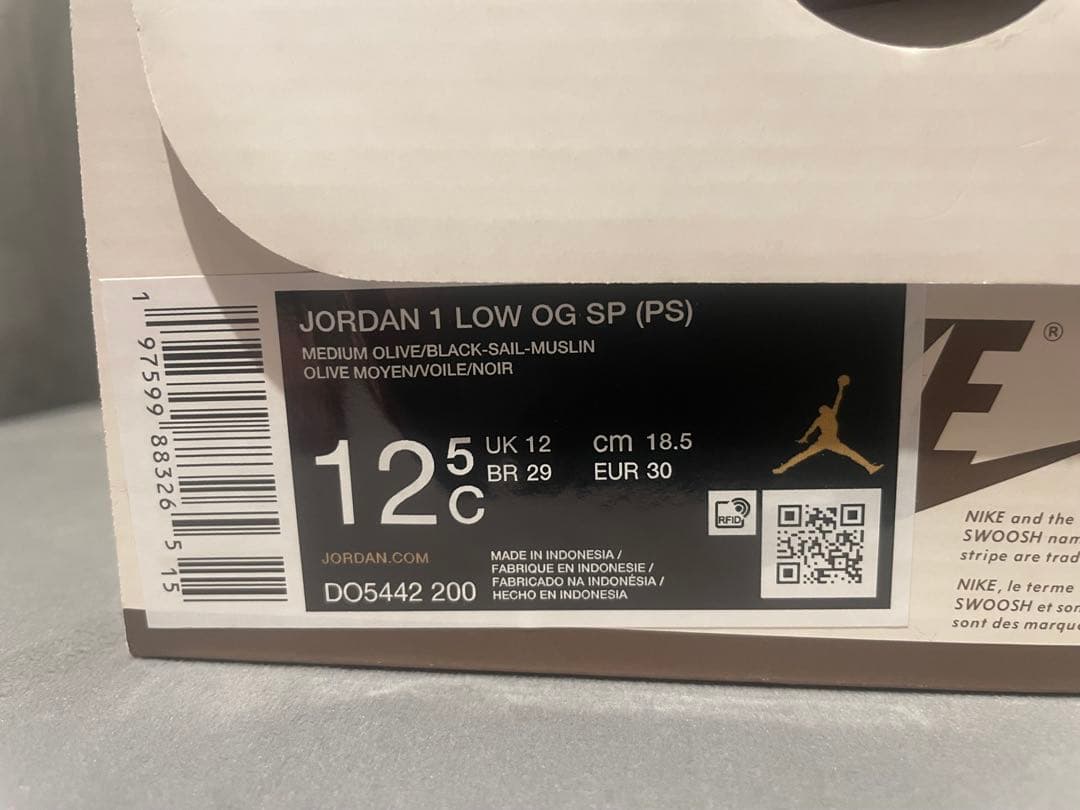 JORDAN 1 LOW OG SP (PS)
MEDIUM OLIVE/BLACK-SAIL-MUSLIN
OLIVE MOYEN/VOILE/NOIR
12 5 C
UK 12 cm 18.5
BR 29 EUR 30
RFID
JORDAN.COM
DO5442 200
MADE IN INDONESIA /
FABRIQUE EN INDONESIE /
FABRICADO NA INDONÉSIA /
HECHO EN INDONESIA
1 97599 88326 5 15
KE ®
NIKE and the
SWOOSH nam
stripe are trad
NIKE, le terme
SWOOSH et son
sont des marqu